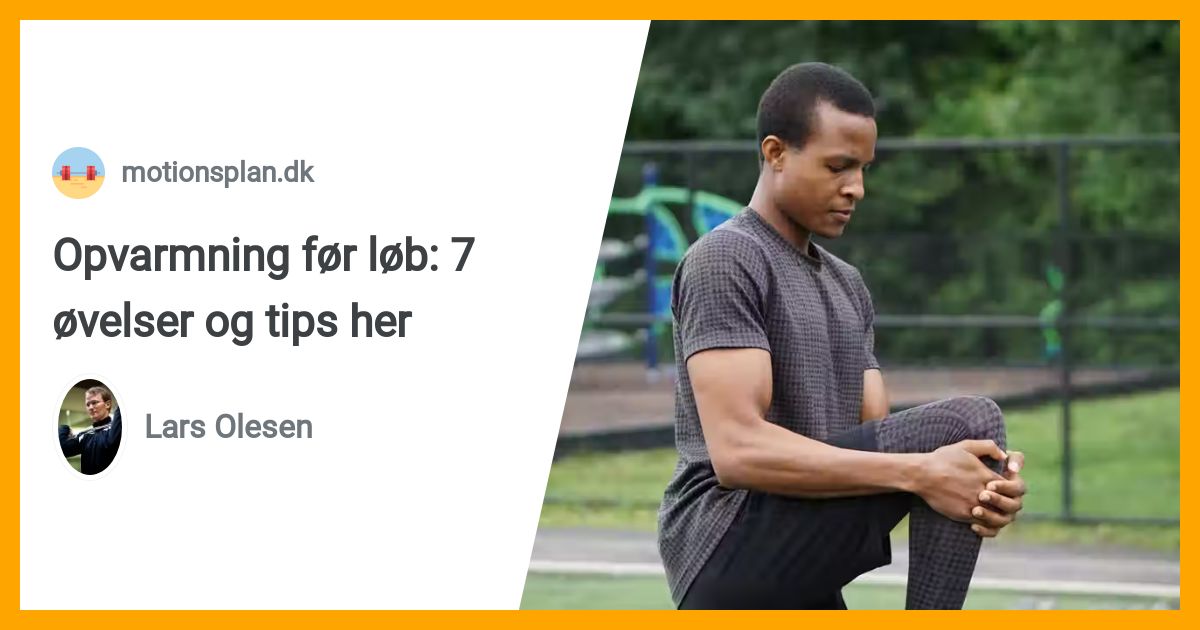 motionsplan.dk
Opvarmning før løb: 7
øvelser og tips her
Lars Olesen